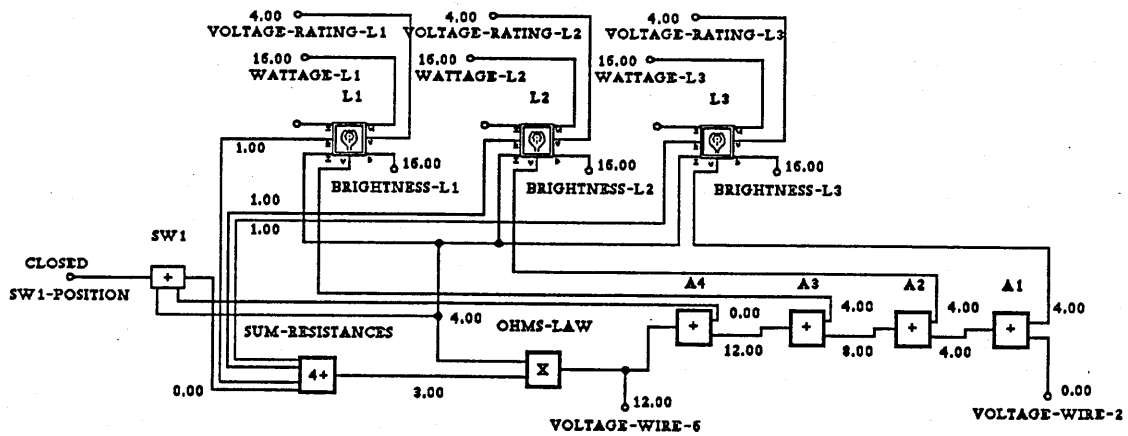 4.00 4.00 4.00
VOLTAGE-RATING-L1 VOLTAGE-RATING-L2 VOLTAGE-RATING-L3
16.00 16.00 16.00
WATTAGE-L1 WATTAGE-L2 WATTAGE-L3
L1 L2 L3
1.00
16.00 16.00 16.00
BRIGHTNESS-L1 BRIGHTNESS-L2 BRIGHTNESS-L3
1.00
1.00
SW1
CLOSED
+
SW1-POSITION
A4 A3 A2 A1
0.00 4.00 4.00 4.00
SUM-RESISTANCES 4.00 OHMS-LAW
+ + + +
12.00 8.00 4.00
4+ X
0.00 3.00
12.00 0.00
VOLTAGE-WIRE-6 VOLTAGE-WIRE-2